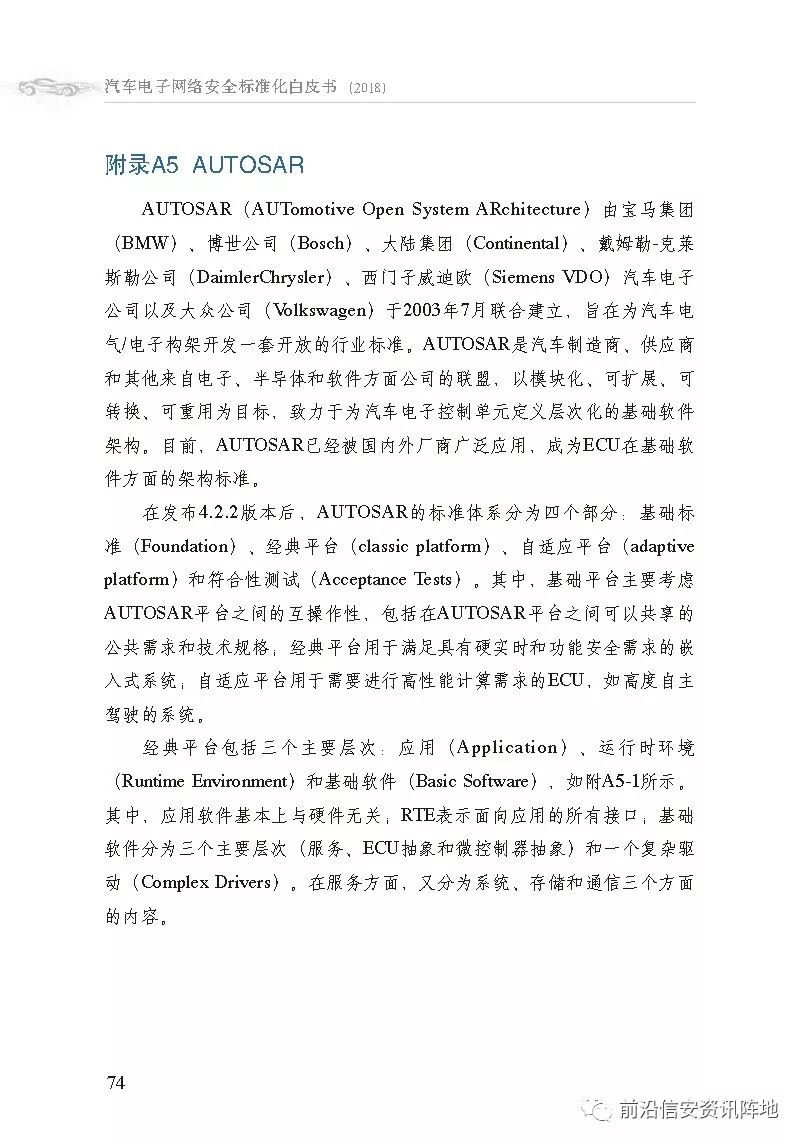 汽车电子网络安全标准化白皮书 (2018)
附录A5 AUTOSAR
AUTOSAR（AUTomotive Open System ARchitecture）由宝马集团
（BMW）、博世公司（Bosch）、大陆集团（Continental）、戴姆勒-克莱
斯勒公司（DaimlerChrysler）、西门子威迪欧（Siemens VDO）汽车电子
公司以及大众公司（Volkswagen）于2003年7月联合建立，旨在为汽车电
气/电子构架开发一套开放的行业标准。AUTOSAR是汽车制造商、供应商
和其他来自电子、半导体和软件方面公司的联盟，以模块化、可扩展、可
转换、可重用为目标，致力于为汽车电子控制单元定义层次化的基础软件
架构。目前，AUTOSAR已经被国内外厂商广泛应用，成为ECU在基础软
件方面的架构标准。
在发布4.2.2版本后，AUTOSAR的标准体系分为四个部分：基础标
准（Foundation）、经典平台（classic platform）、自适应平台（adaptive
platform）和符合性测试（Acceptance Tests）。其中，基础平台主要考虑
AUTOSAR平台之间的互操作性，包括在AUTOSAR平台之间可以共享的
公共需求和技术规格；经典平台用于满足具有硬实时和功能安全需求的嵌
入式系统；自适应平台用于需要进行高性能计算需求的ECU，如高度自主
驾驶的系统。
经典平台包括三个主要层次：应用（Application）、运行时环境
（Runtime Environment）和基础软件（Basic Software），如附A5-1所示。
其中，应用软件基本上与硬件无关；RTE表示面向应用的所有接口；基础
软件分为三个主要层次（服务、ECU抽象和微控制器抽象）和一个复杂驱
动（Complex Drivers）。在服务方面，又分为系统、存储和通信三个方面
的内容。
74
前沿信安资讯阵地